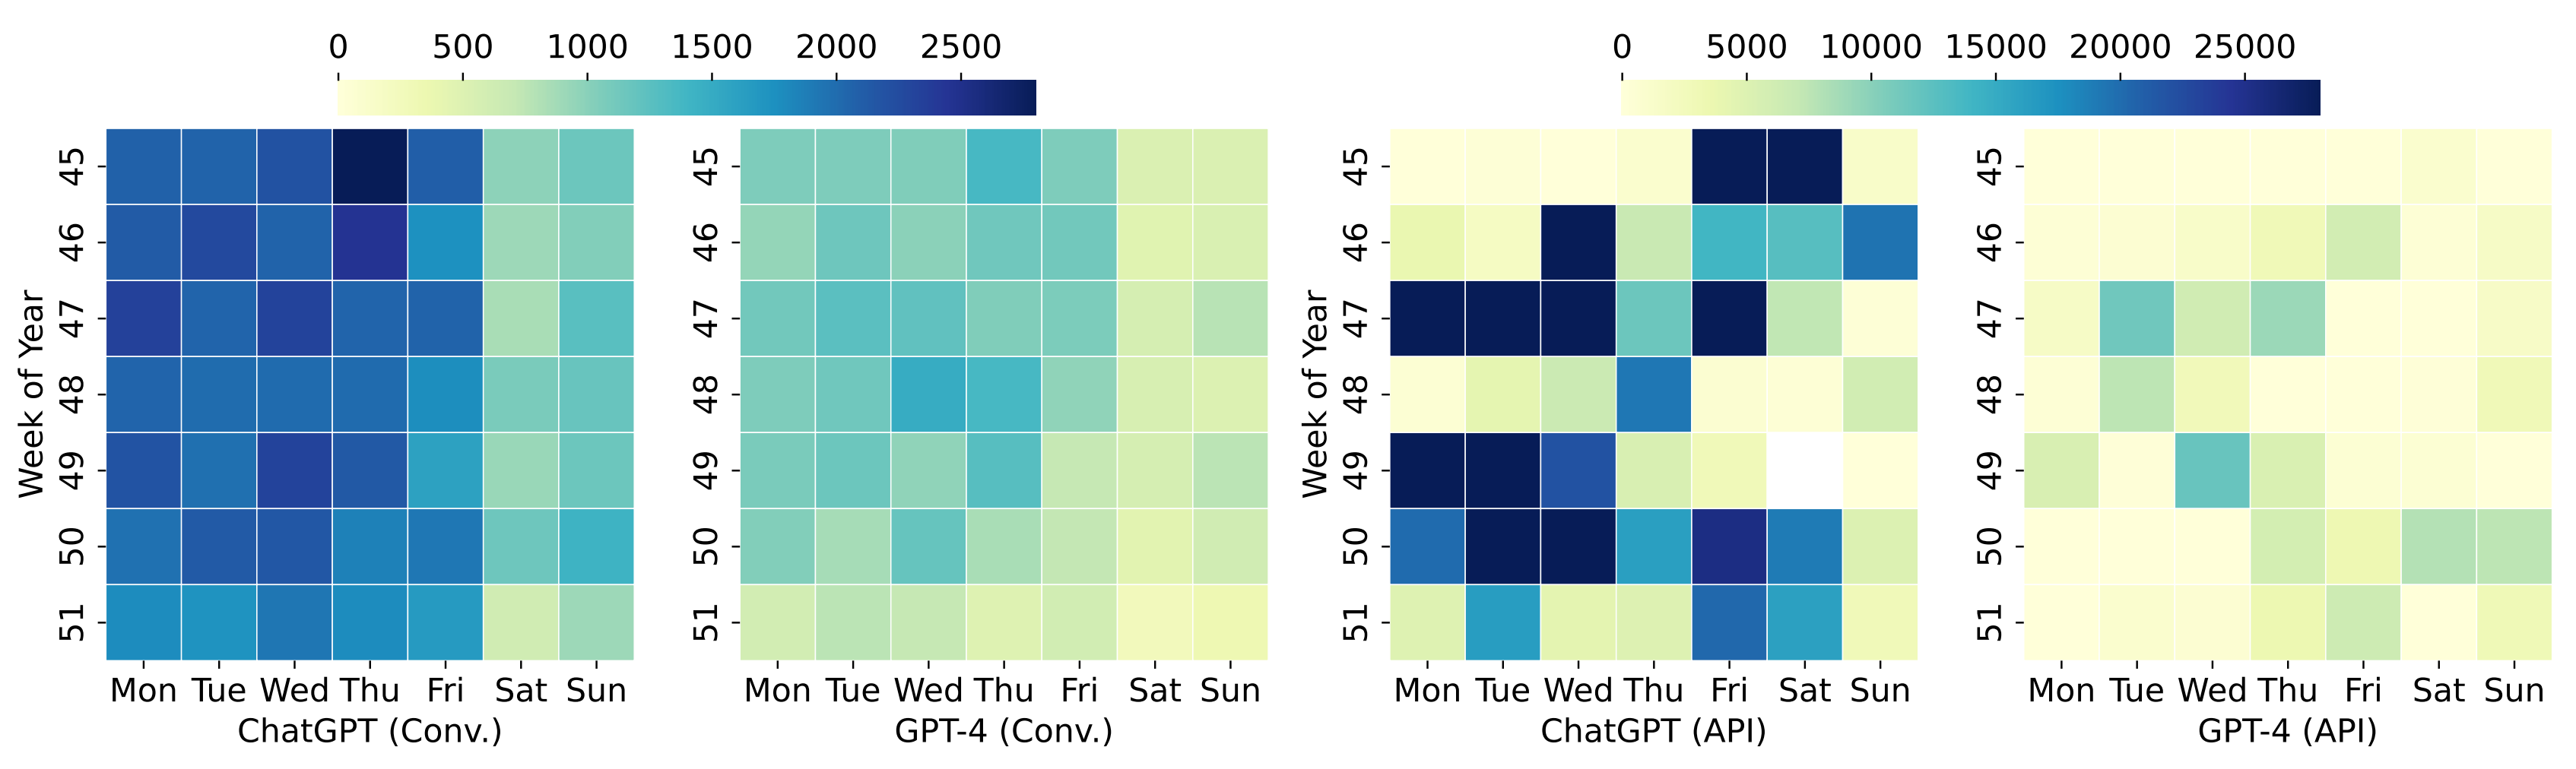 0 500 1000 1500 2000 2500
0 5000 10000 15000 20000 25000
Week of Year
45
46
47
48
49
50
51
Mon Tue Wed Thu Fri Sat Sun
ChatGPT (Conv.)
45
46
47
48
49
50
51
Mon Tue Wed Thu Fri Sat Sun
GPT-4 (Conv.)
Week of Year
45
46
47
48
49
50
51
Mon Tue Wed Thu Fri Sat Sun
ChatGPT (API)
45
46
47
48
49
50
51
Mon Tue Wed Thu Fri Sat Sun
GPT-4 (API)